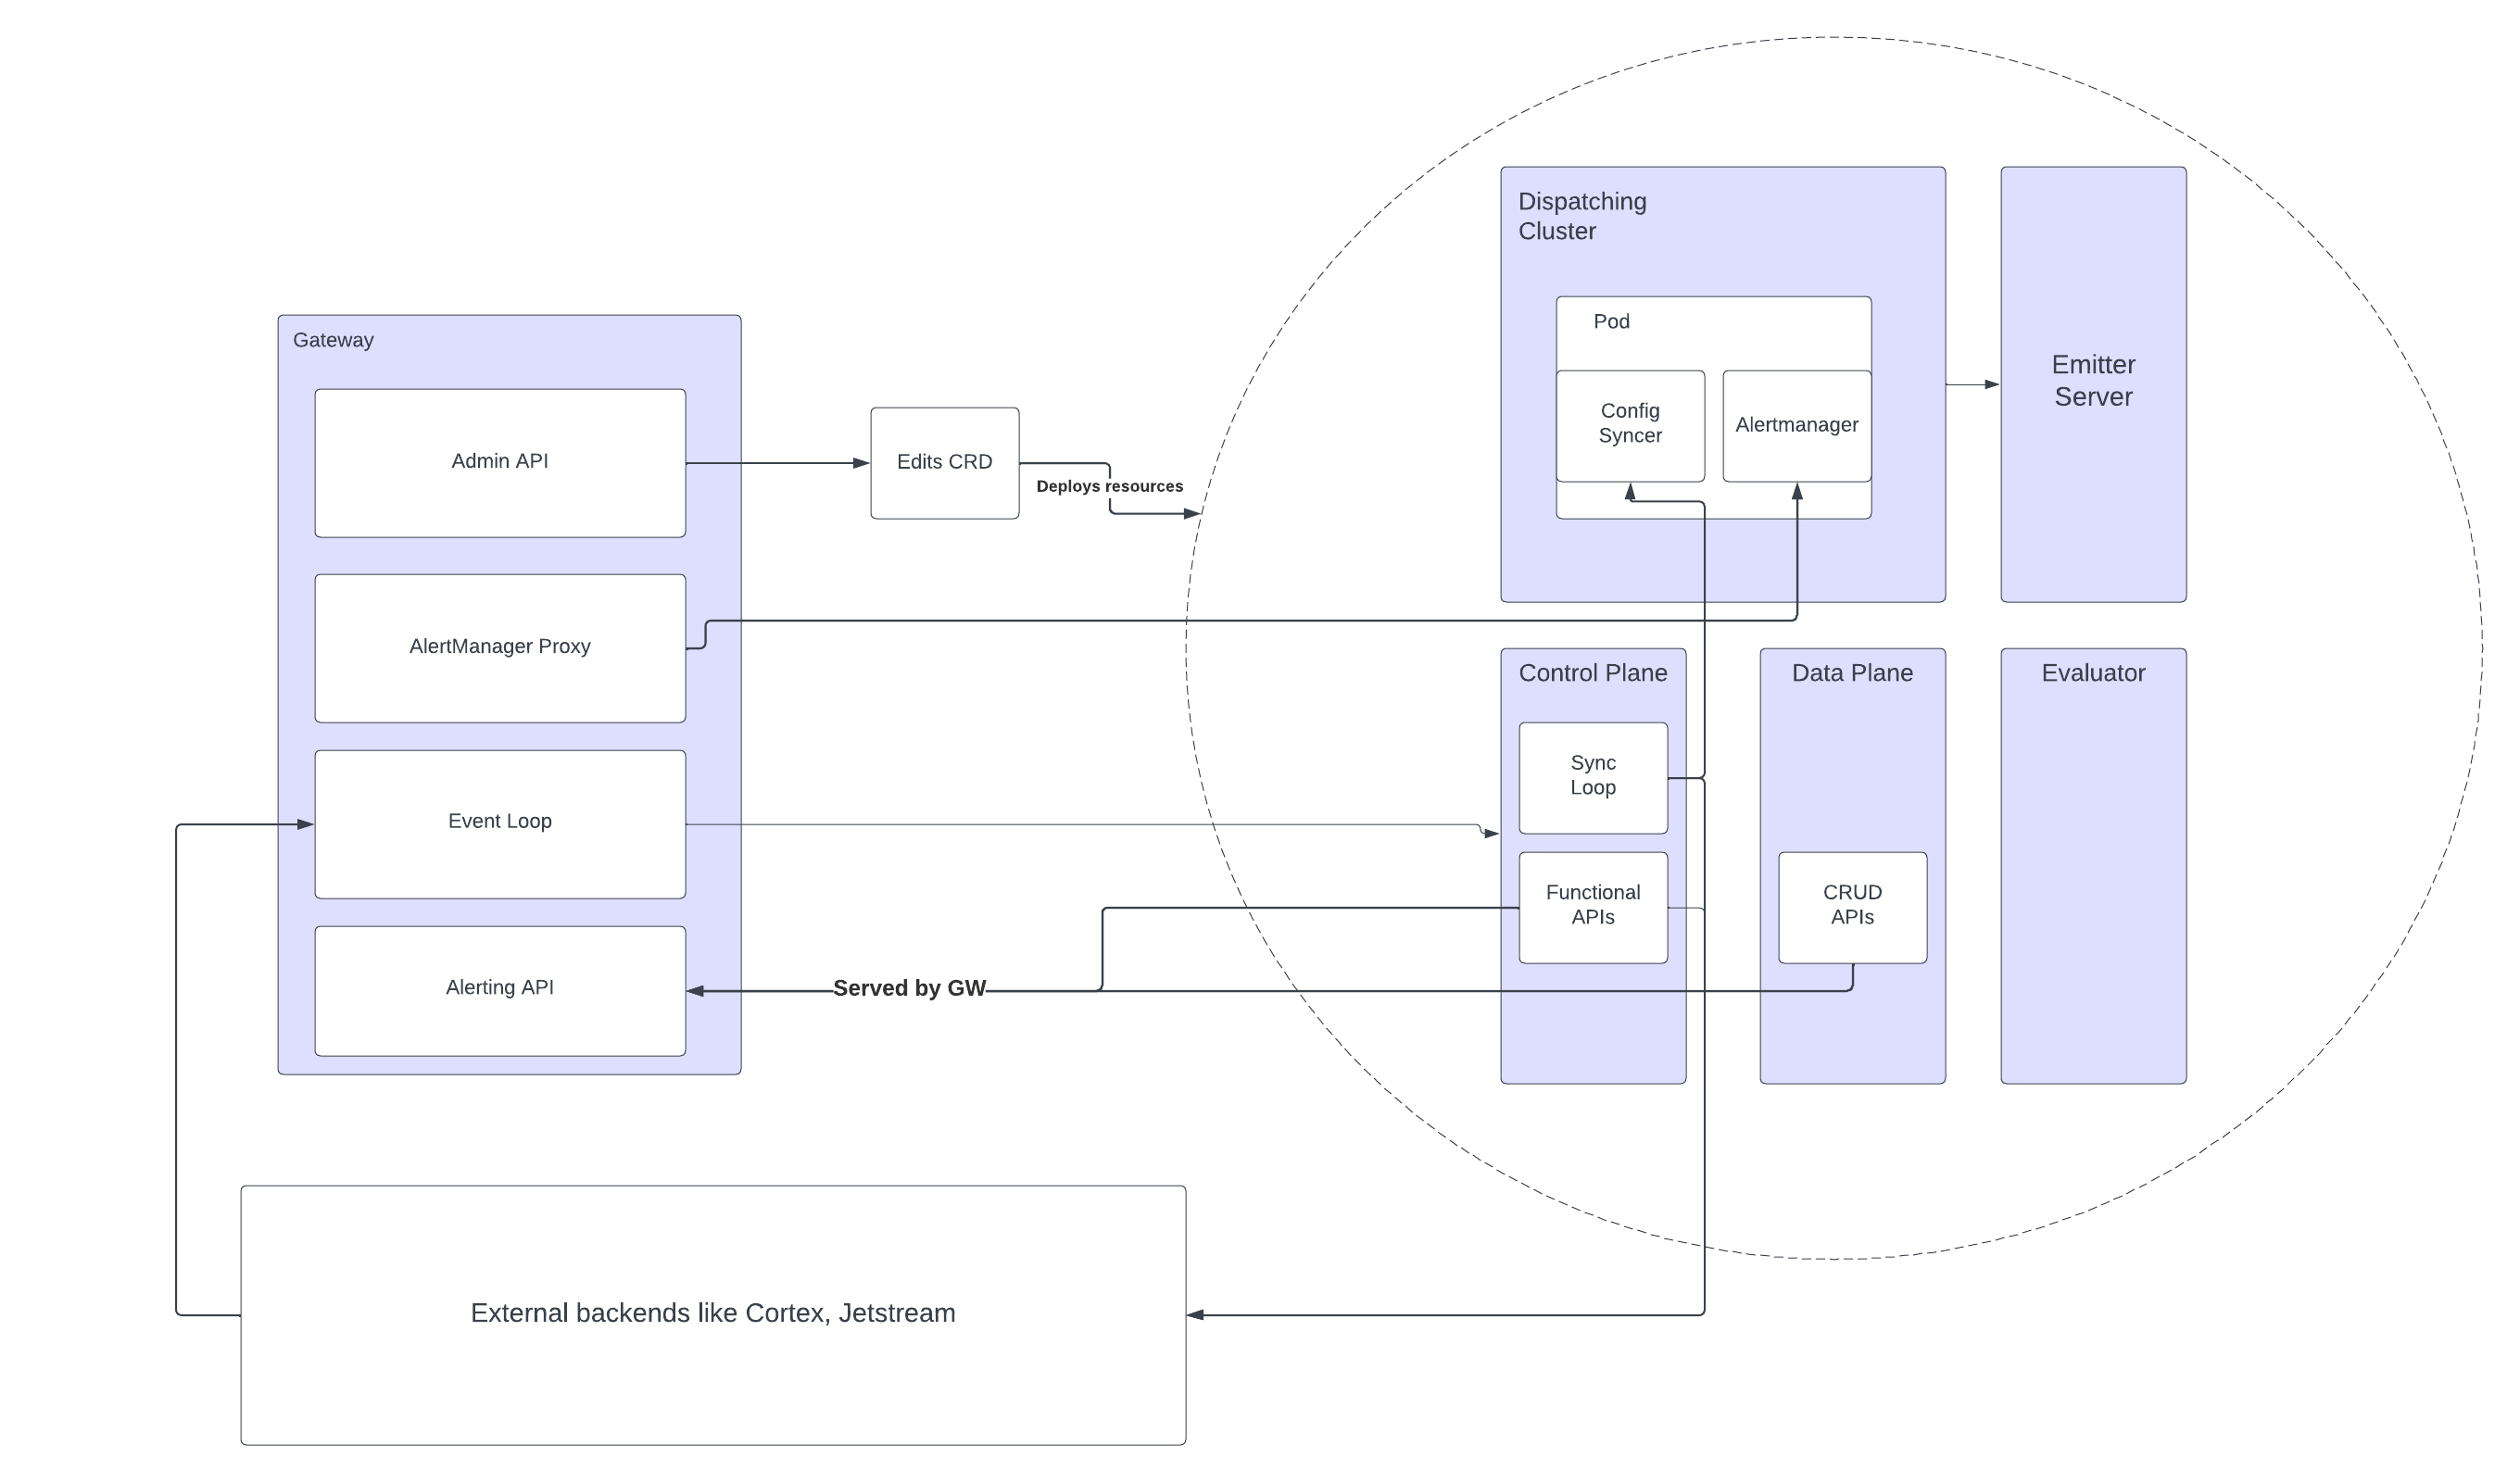 Gateway
Admin API
AlertManager Proxy
Event Loop
Alerting API
Edits CRD
Deploys resources
Served by GW
Dispatching
Cluster
Pod
Config
Syncer
Alertmanager
Emitter
Server
Control Plane
Sync
Loop
Functional
APIs
Data Plane
CRUD
APIs
Evaluator
External backends like Cortex, Jetstream